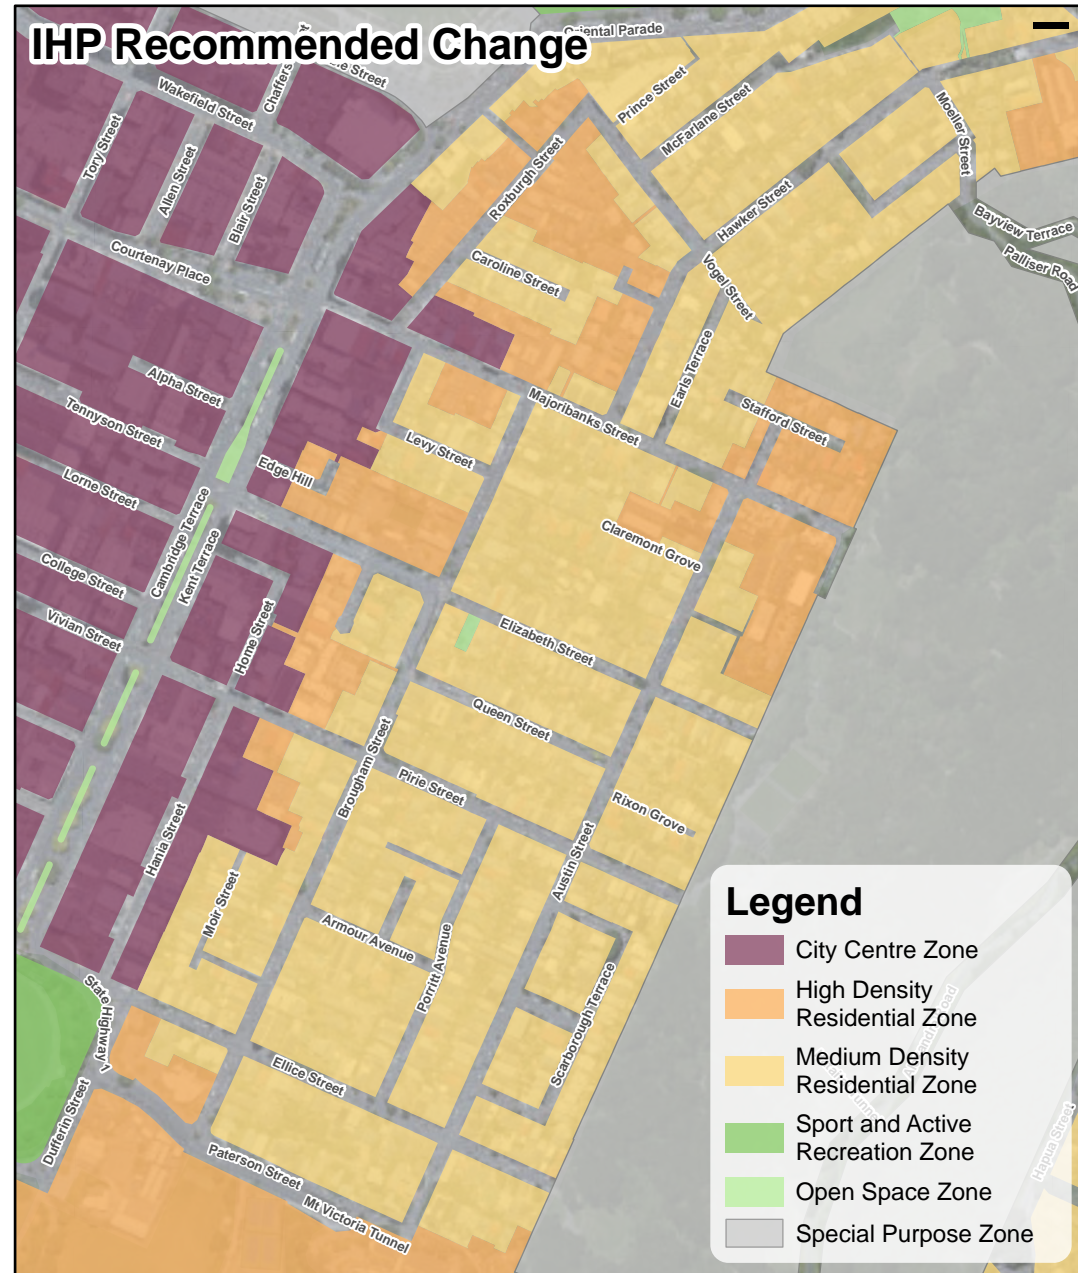 IHP Recommended Change
Oriental Parade
Wakefield Street
Prince Street
McFarlane Street
Moeller Street
Tory Street
Allen Street
Blair Street
Roxburgh Street
Hawker Street
Bayview Terrace
Palliser Road
Courtenay Place
Caroline Street
Vogel Street
Earls Terrace
Alpha Street
Tennyson Street
Majoribanks Street
Stafford Street
Levy Street
Edge Hill
Lorne Street
Cambridge Terrace
Kent Terrace
Claremont Grove
College Street
Vivian Street
Home Street
Elizabeth Street
Queen Street
Brougham Street
Pirie Street
Rixon Grove
Hania Street
Austin Street
Moir Street
Armour Avenue
Porritt Avenue
Scarborough Terrace
State Highway 1
Ellice Street
Dufferin Street
Paterson Street
Mt Victoria Tunnel
Hapua Street
Legend
City Centre Zone
High Density
Residential Zone
Medium Density
Residential Zone
Sport and Active
Recreation Zone
Open Space Zone
Special Purpose Zone